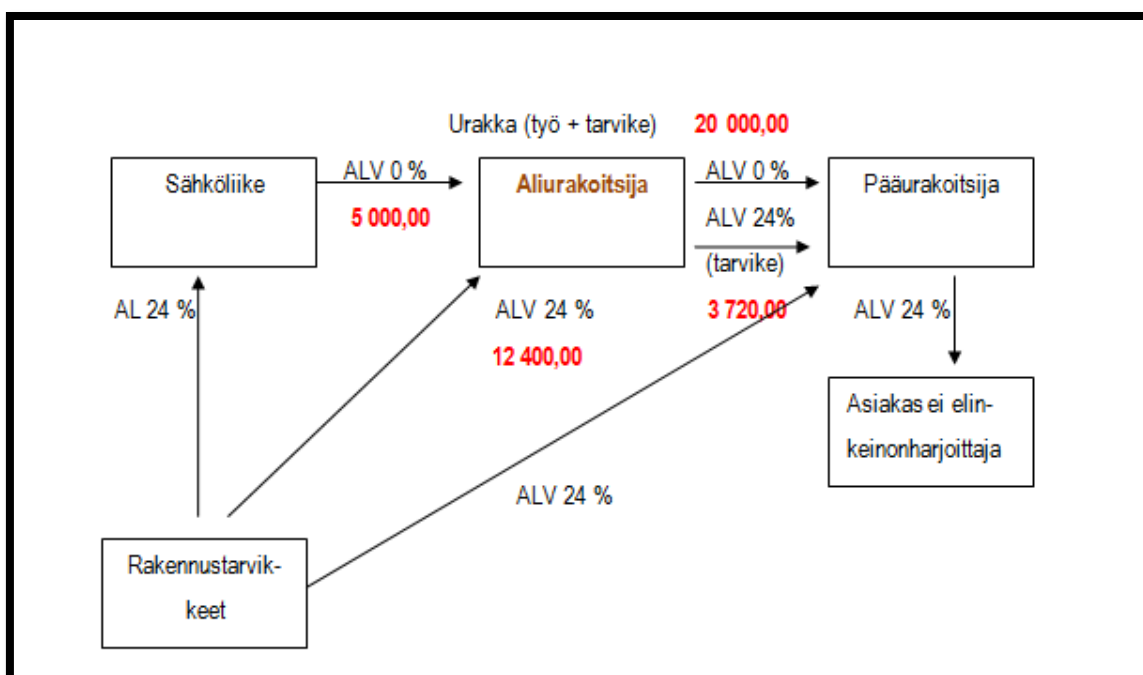 Urakka (työ + tarvike) 20 000,00
Sähköliike
ALV 0 %
5 000,00
Aliurakoitsija
ALV 0 %
ALV 24%
(tarvike)
3 720,00
Pääurakoitsija
AL 24 %
ALV 24 %
12 400,00
ALV 24 %
Asiakas ei elin-
keinonharjoittaja
ALV 24 %
Rakennustarvik-
keet